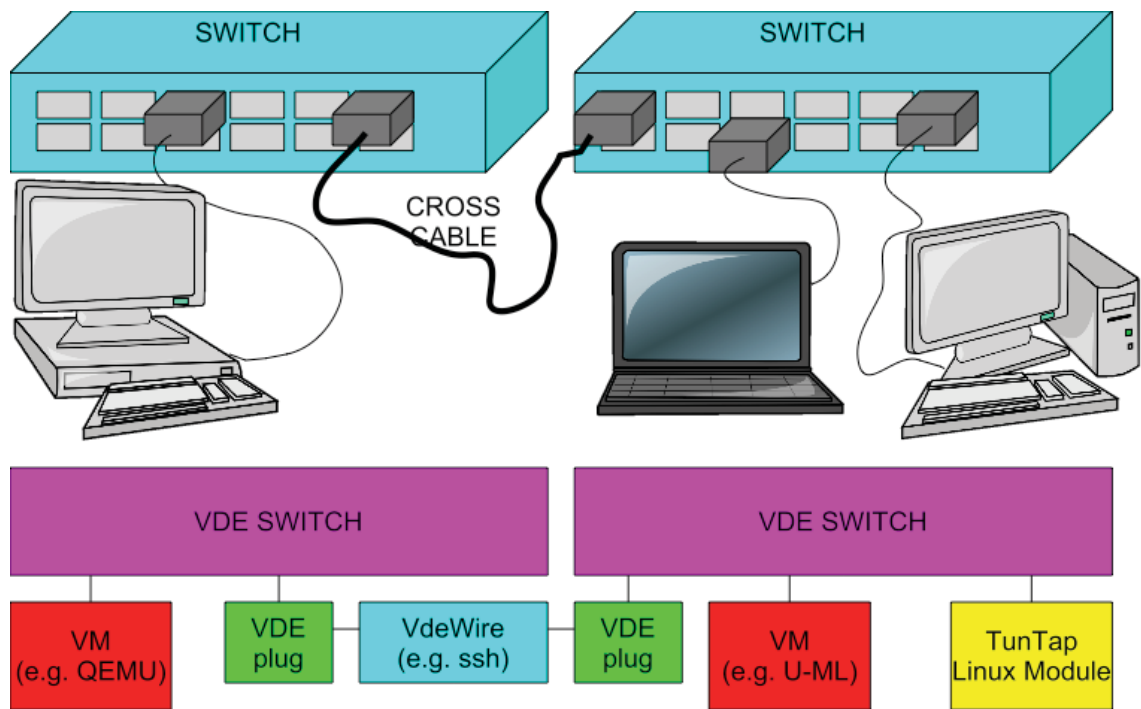 SWITCH
SWITCH
CROSS
CABLE
VDE SWITCH
VDE SWITCH
VM
(e.g. QEMU)
VDE
plug
VdeWire
(e.g. ssh)
VDE
plug
VM
(e.g. U-ML)
TunTap
Linux Module